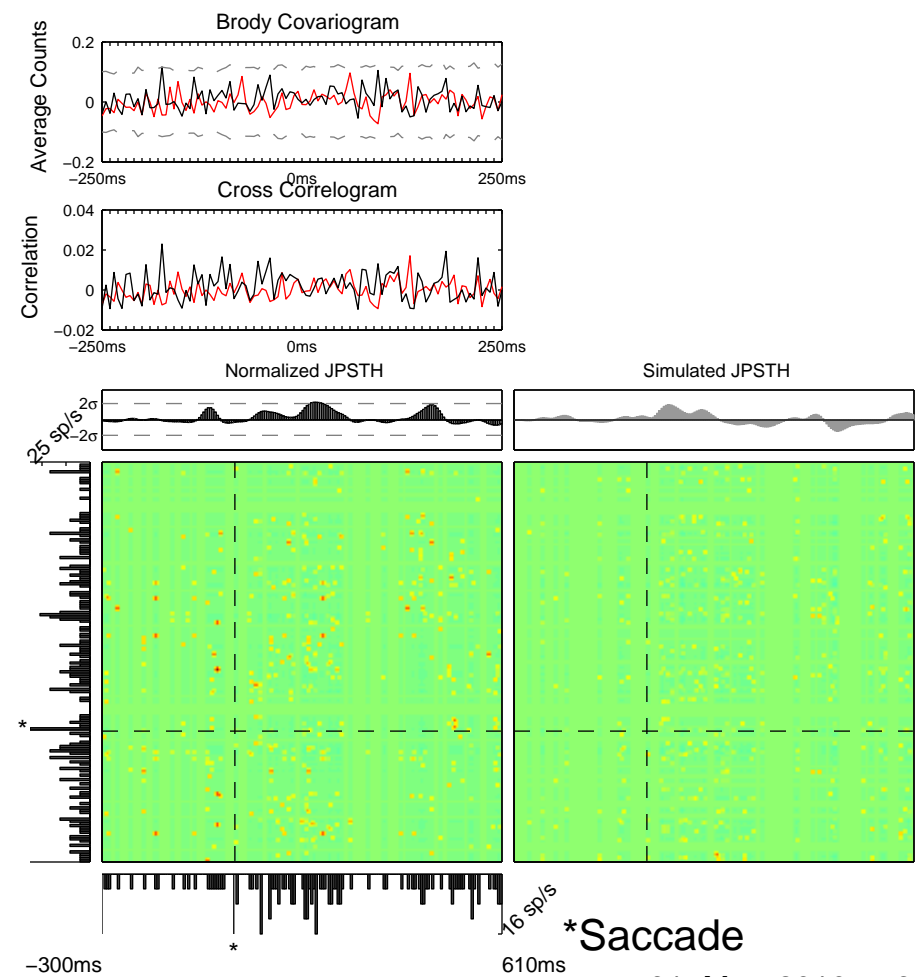 Brody Covariogram
Average Counts
0.2
0
−0.2
−250ms
0ms
250ms
Cross Correlogram
Correlation
0.04
0.02
0
−0.02
−250ms
0ms
250ms
Normalized JPSTH
Simulated JPSTH
2σ
−2σ
25 sp/s
*
*
16 sp/s
*Saccade
−300ms
610ms